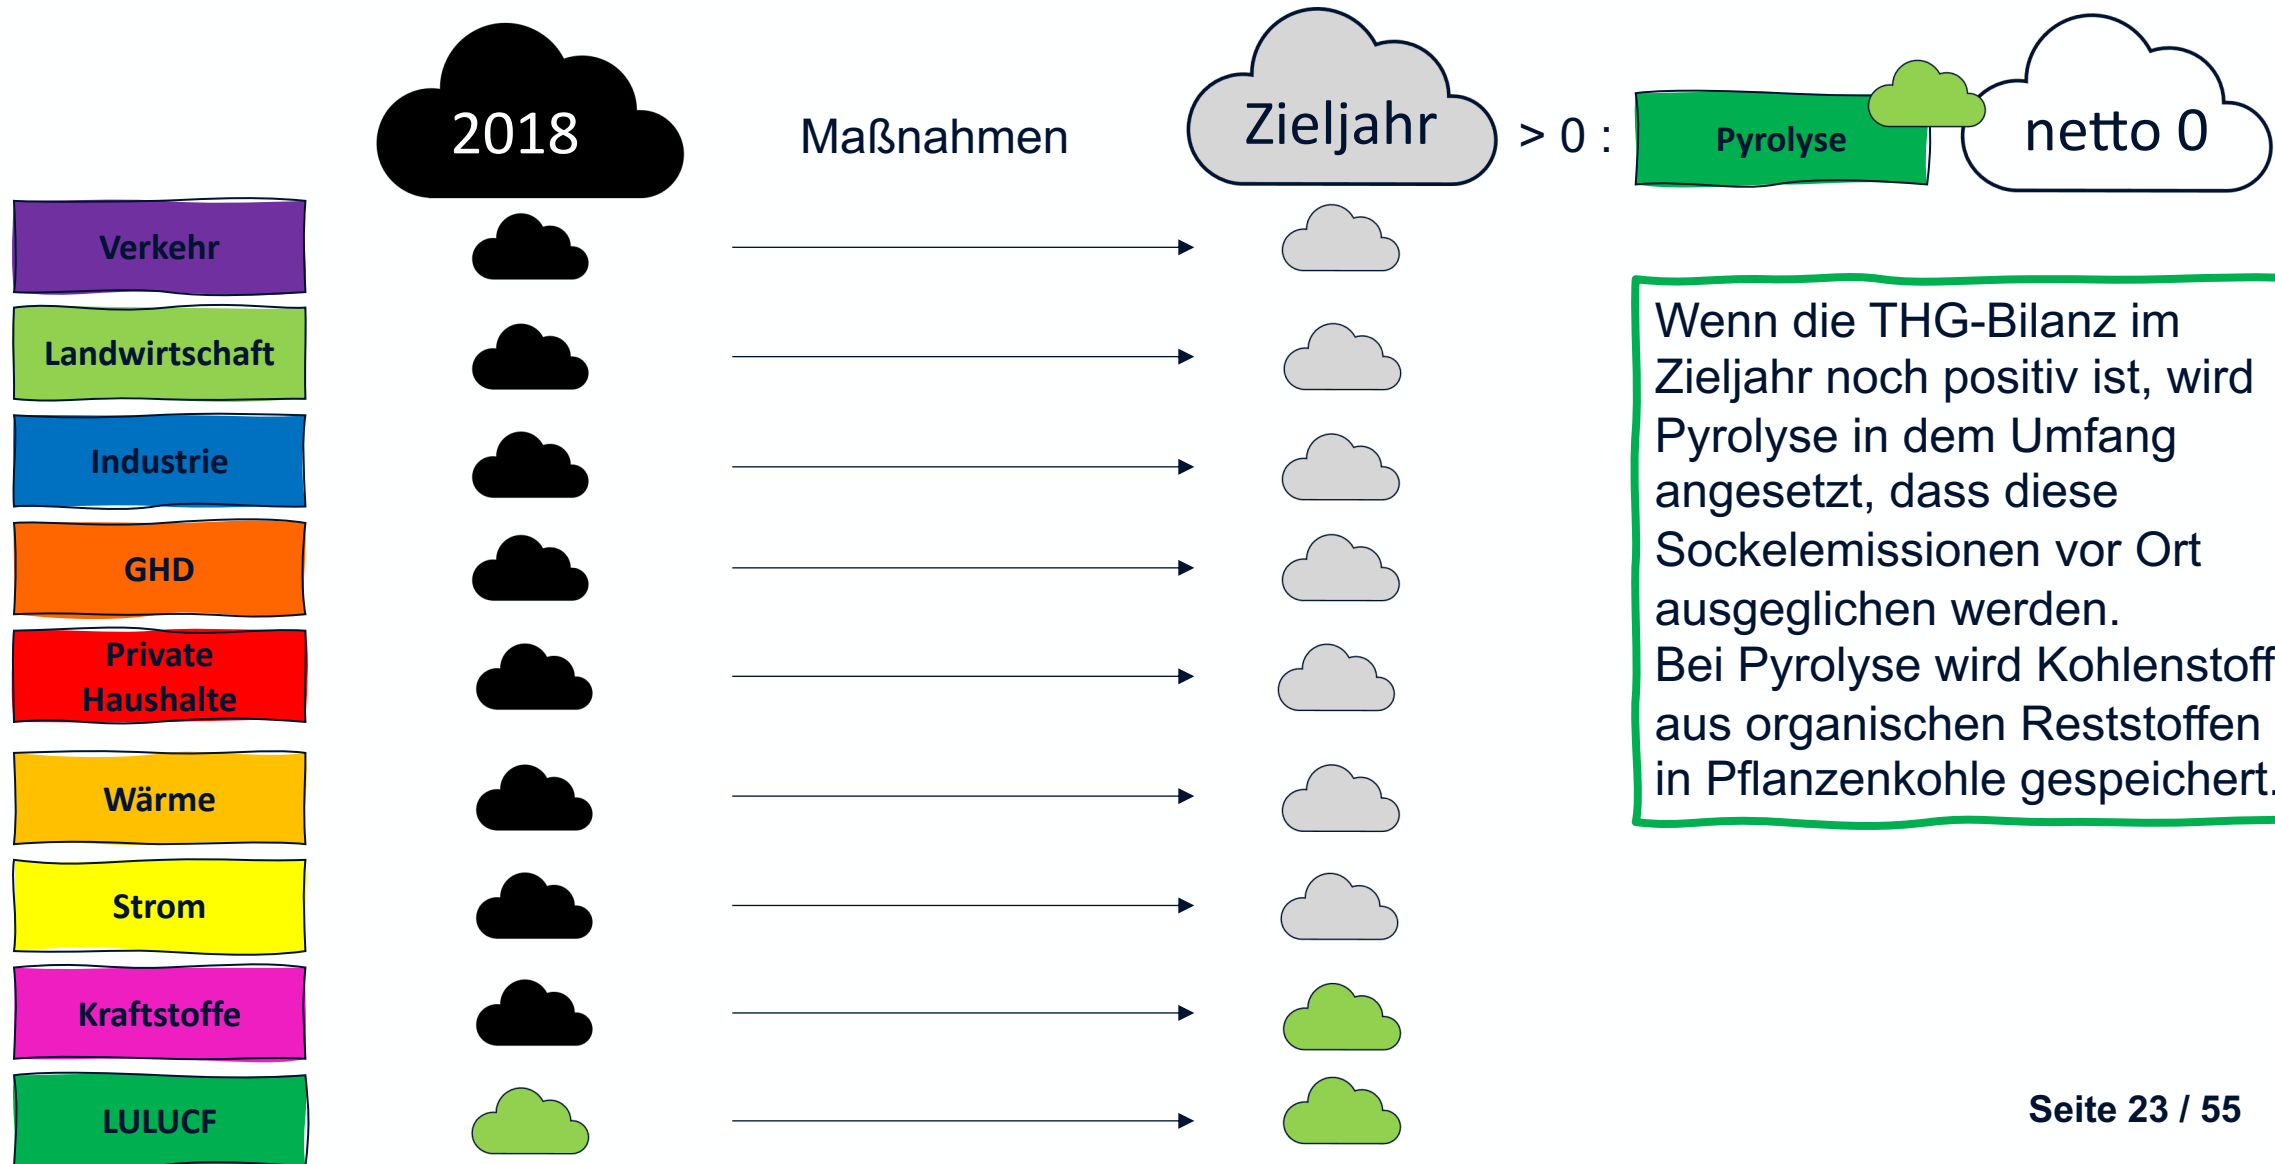 2018
Maßnahmen
Zieljahr
> 0 :
Pyrolyse
netto 0
Verkehr
Landwirtschaft
Industrie
GHD
Private
Haushalte
Wärme
Strom
Kraftstoffe
LULUCF
Wenn die THG-Bilanz im
Zieljahr noch positiv ist, wird
Pyrolyse in dem Umfang
angesetzt, dass diese
Sockelemissionen vor Ort
ausgeglichen werden.
Bei Pyrolyse wird Kohlenstoff
aus organischen Reststoffen
in Pflanzenkohle gespeichert.
Seite 23 / 55